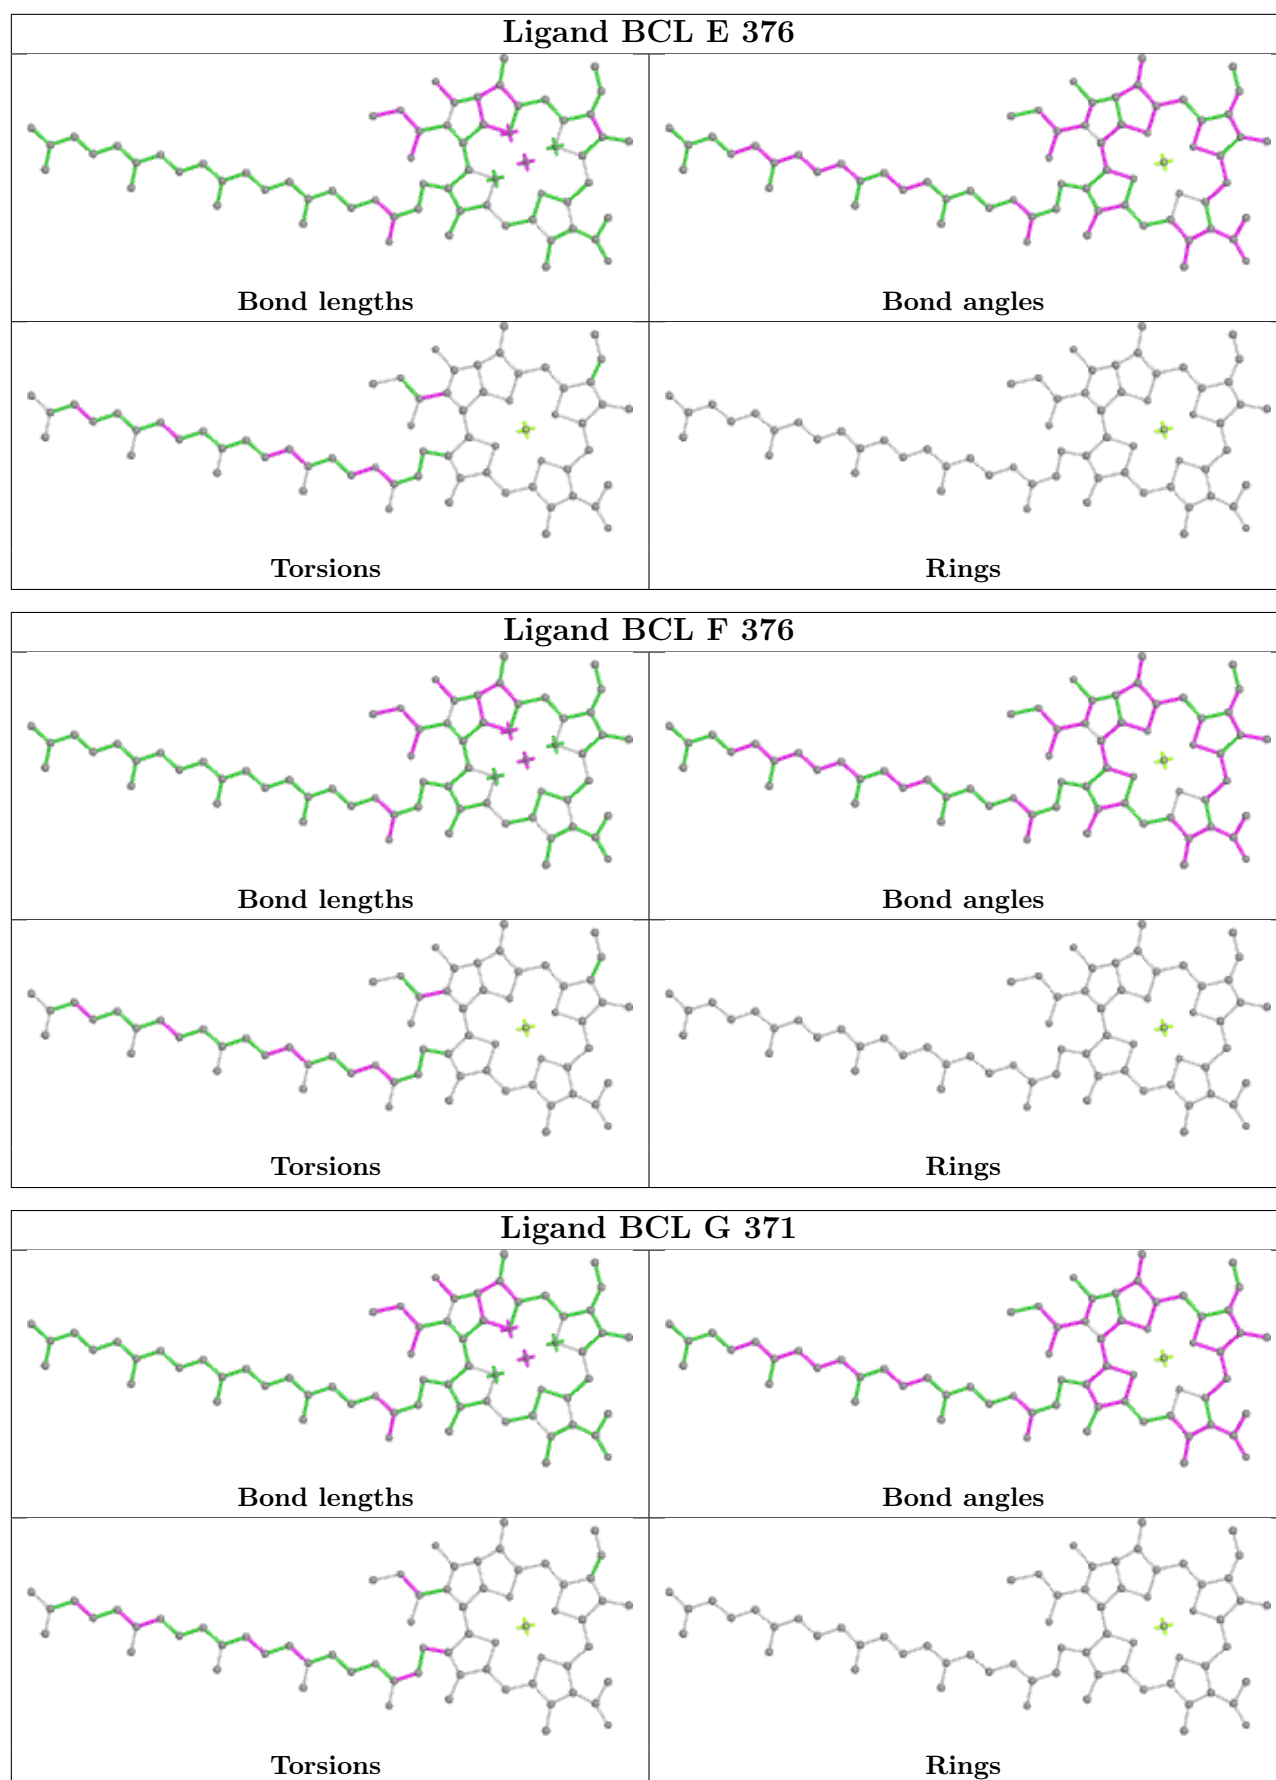 Ligand BCL E 376
Bond lengths
Bond angles
Torsions
Rings
Ligand BCL F 376
Bond lengths
Bond angles
Torsions
Rings
Ligand BCL G 371
Bond lengths
Bond angles
Torsions
Rings